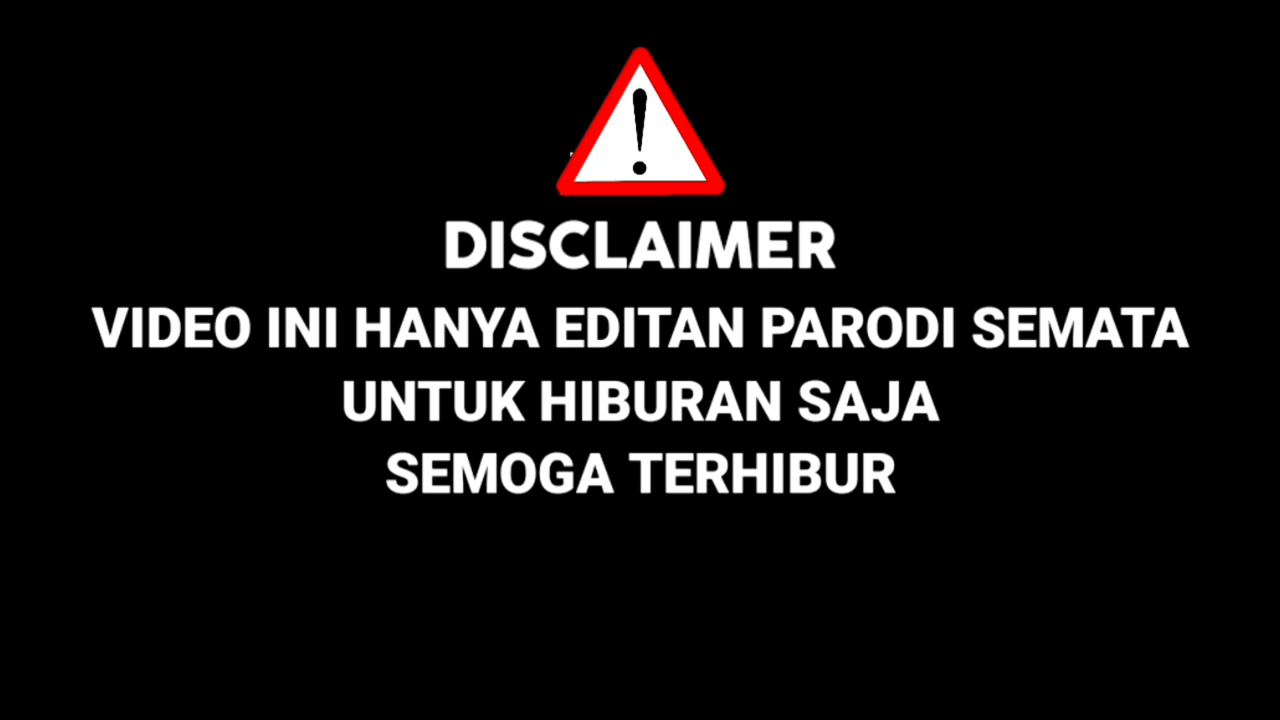 DISCLAIMER
VIDEO INI HANYA EDITAN PARODI SEMATA
UNTUK HIBURAN SAJA
SEMOGA TERHIBUR